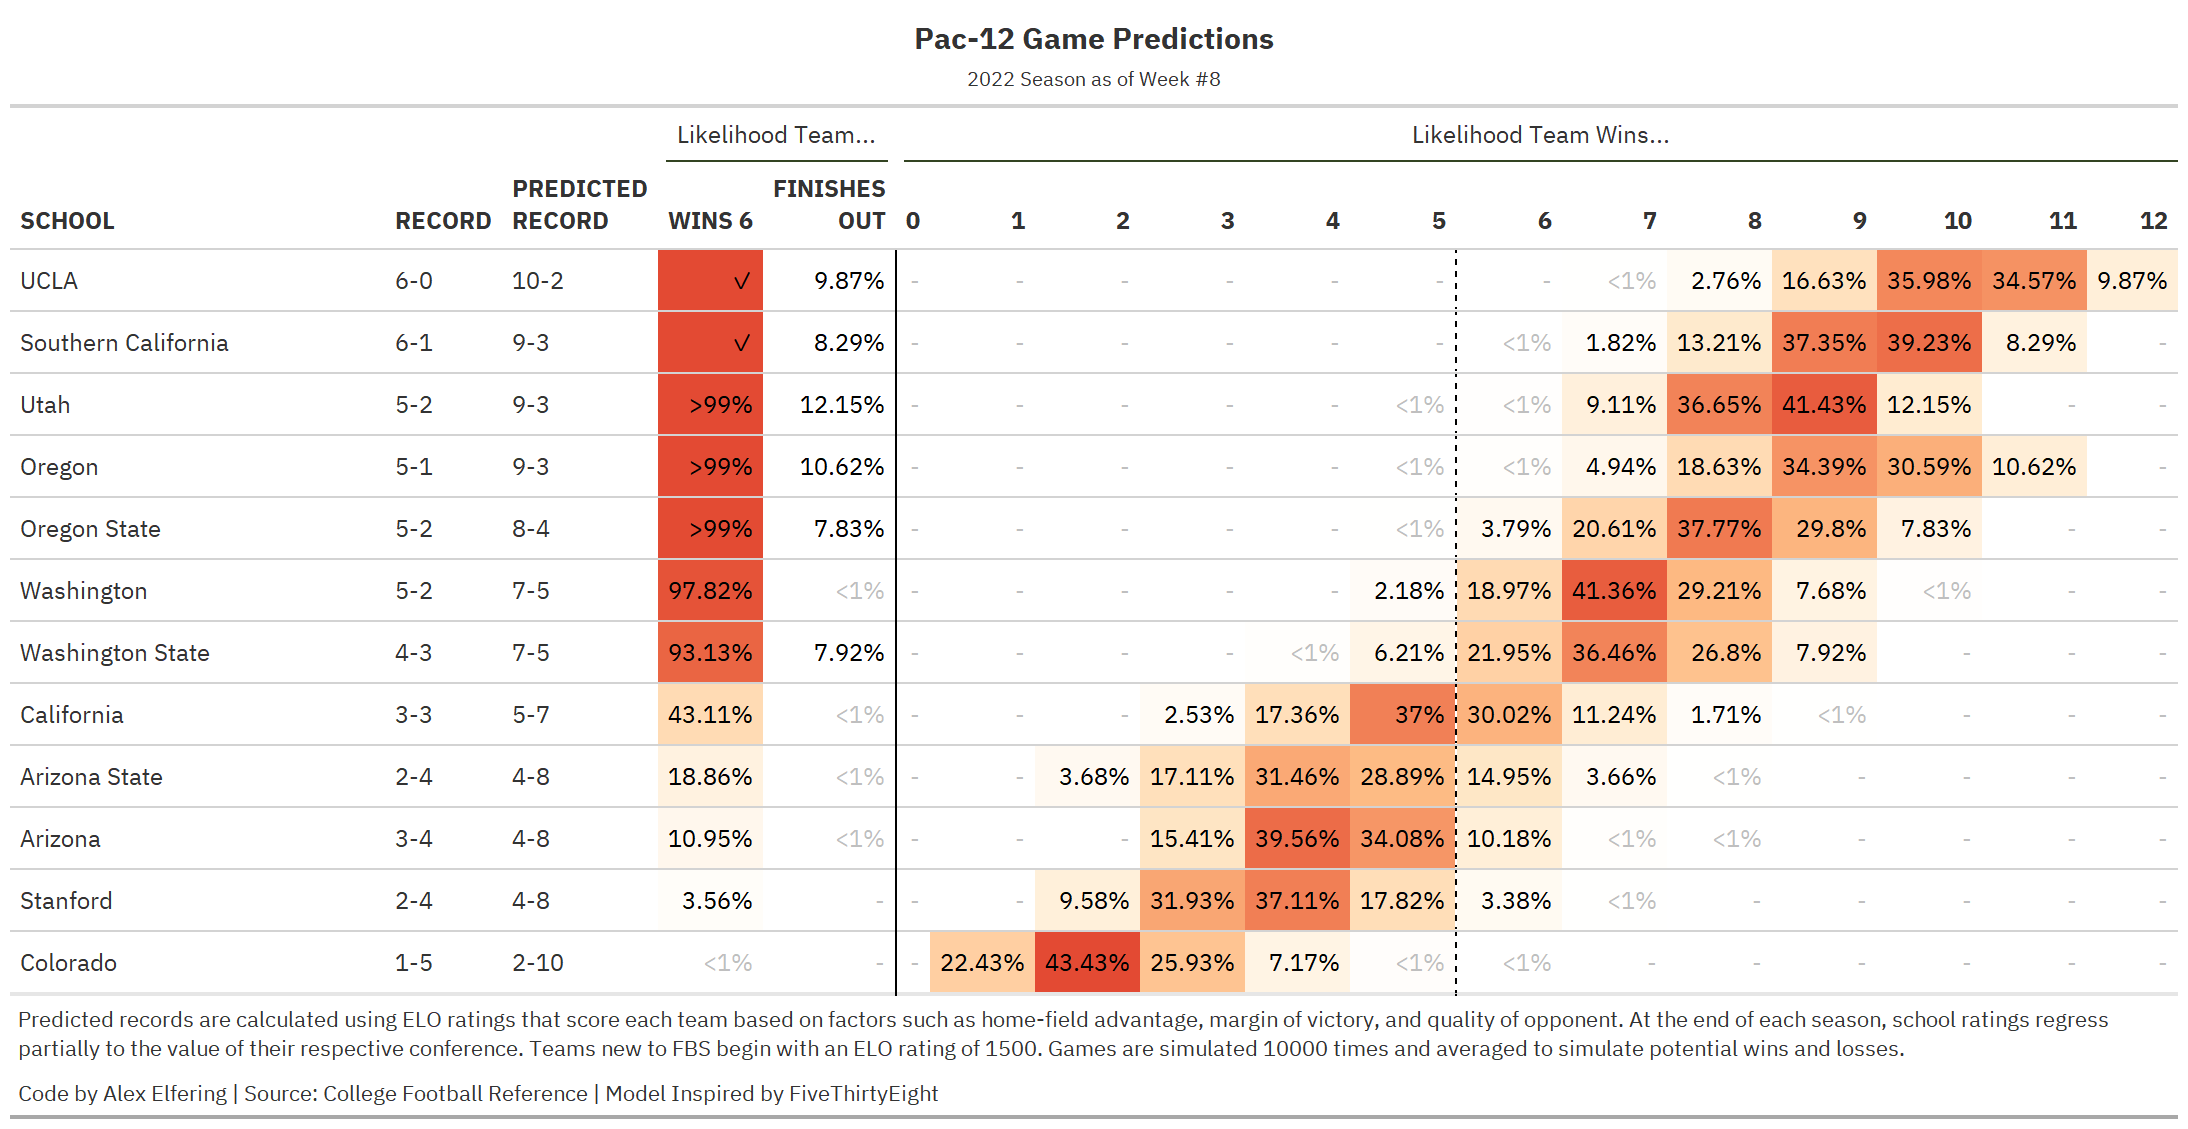 Pac-12 Game Predictions
2022 Season as of Week #8
Likelihood Team... Likelihood Team Wins...
SCHOOL RECORD PREDICTED RECORD WINS 6 FINISHES OUT 0 1 2 3 4 5 6 7 8 9 10 11 12
UCLA 6-0 10-2 ✓ 9.87% - - - - - - - <1% 2.76% 16.63% 35.98% 34.57% 9.87%
Southern California 6-1 9-3 ✓ 8.29% - - - - - - <1% 1.82% 13.21% 37.35% 39.23% 8.29% -
Utah 5-2 9-3 >99% 12.15% - - - - - <1% <1% 9.11% 36.65% 41.43% 12.15% - -
Oregon 5-1 9-3 >99% 10.62% - - - - - <1% <1% 4.94% 18.63% 34.39% 30.59% 10.62% -
Oregon State 5-2 8-4 >99% 7.83% - - - - - <1% 3.79% 20.61% 37.77% 29.8% 7.83% - -
Washington 5-2 7-5 97.82% <1% - - - - - 2.18% 18.97% 41.36% 29.21% 7.68% <1% - -
Washington State 4-3 7-5 93.13% 7.92% - - - - <1% 6.21% 21.95% 36.46% 26.8% 7.92% - - -
California 3-3 5-7 43.11% <1% - - - 2.53% 17.36% 37% 30.02% 11.24% 1.71% <1% - - -
Arizona State 2-4 4-8 18.86% <1% - - 3.68% 17.11% 31.46% 28.89% 14.95% 3.66% <1% - - - -
Arizona 3-4 4-8 10.95% <1% - - - 15.41% 39.56% 34.08% 10.18% <1% <1% - - - -
Stanford 2-4 4-8 3.56% - - - 9.58% 31.93% 37.11% 17.82% 3.38% <1% - - - - -
Colorado 1-5 2-10 <1% - - 22.43% 43.43% 25.93% 7.17% <1% <1% - - - - - -
Predicted records are calculated using ELO ratings that score each team based on factors such as home-field advantage, margin of victory, and quality of opponent. At the end of each season, school ratings regress
partially to the value of their respective conference. Teams new to FBS begin with an ELO rating of 1500. Games are simulated 10000 times and averaged to simulate potential wins and losses.
Code by Alex Elfering | Source: College Football Reference | Model Inspired by FiveThirtyEight